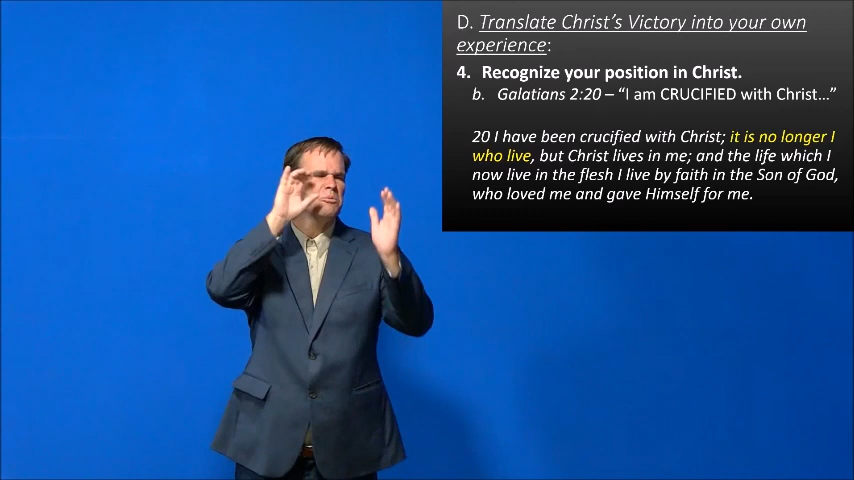 D. Translate Christ's Victory into your own
experience:
4. Recognize your position in Christ.
b. Galatians 2:20 – “I am CRUCIFIED with Christ…”
20 I have been crucified with Christ; it is no longer I
who live, but Christ lives in me; and the life which I
now live in the flesh I live by faith in the Son of God,
who loved me and gave Himself for me.